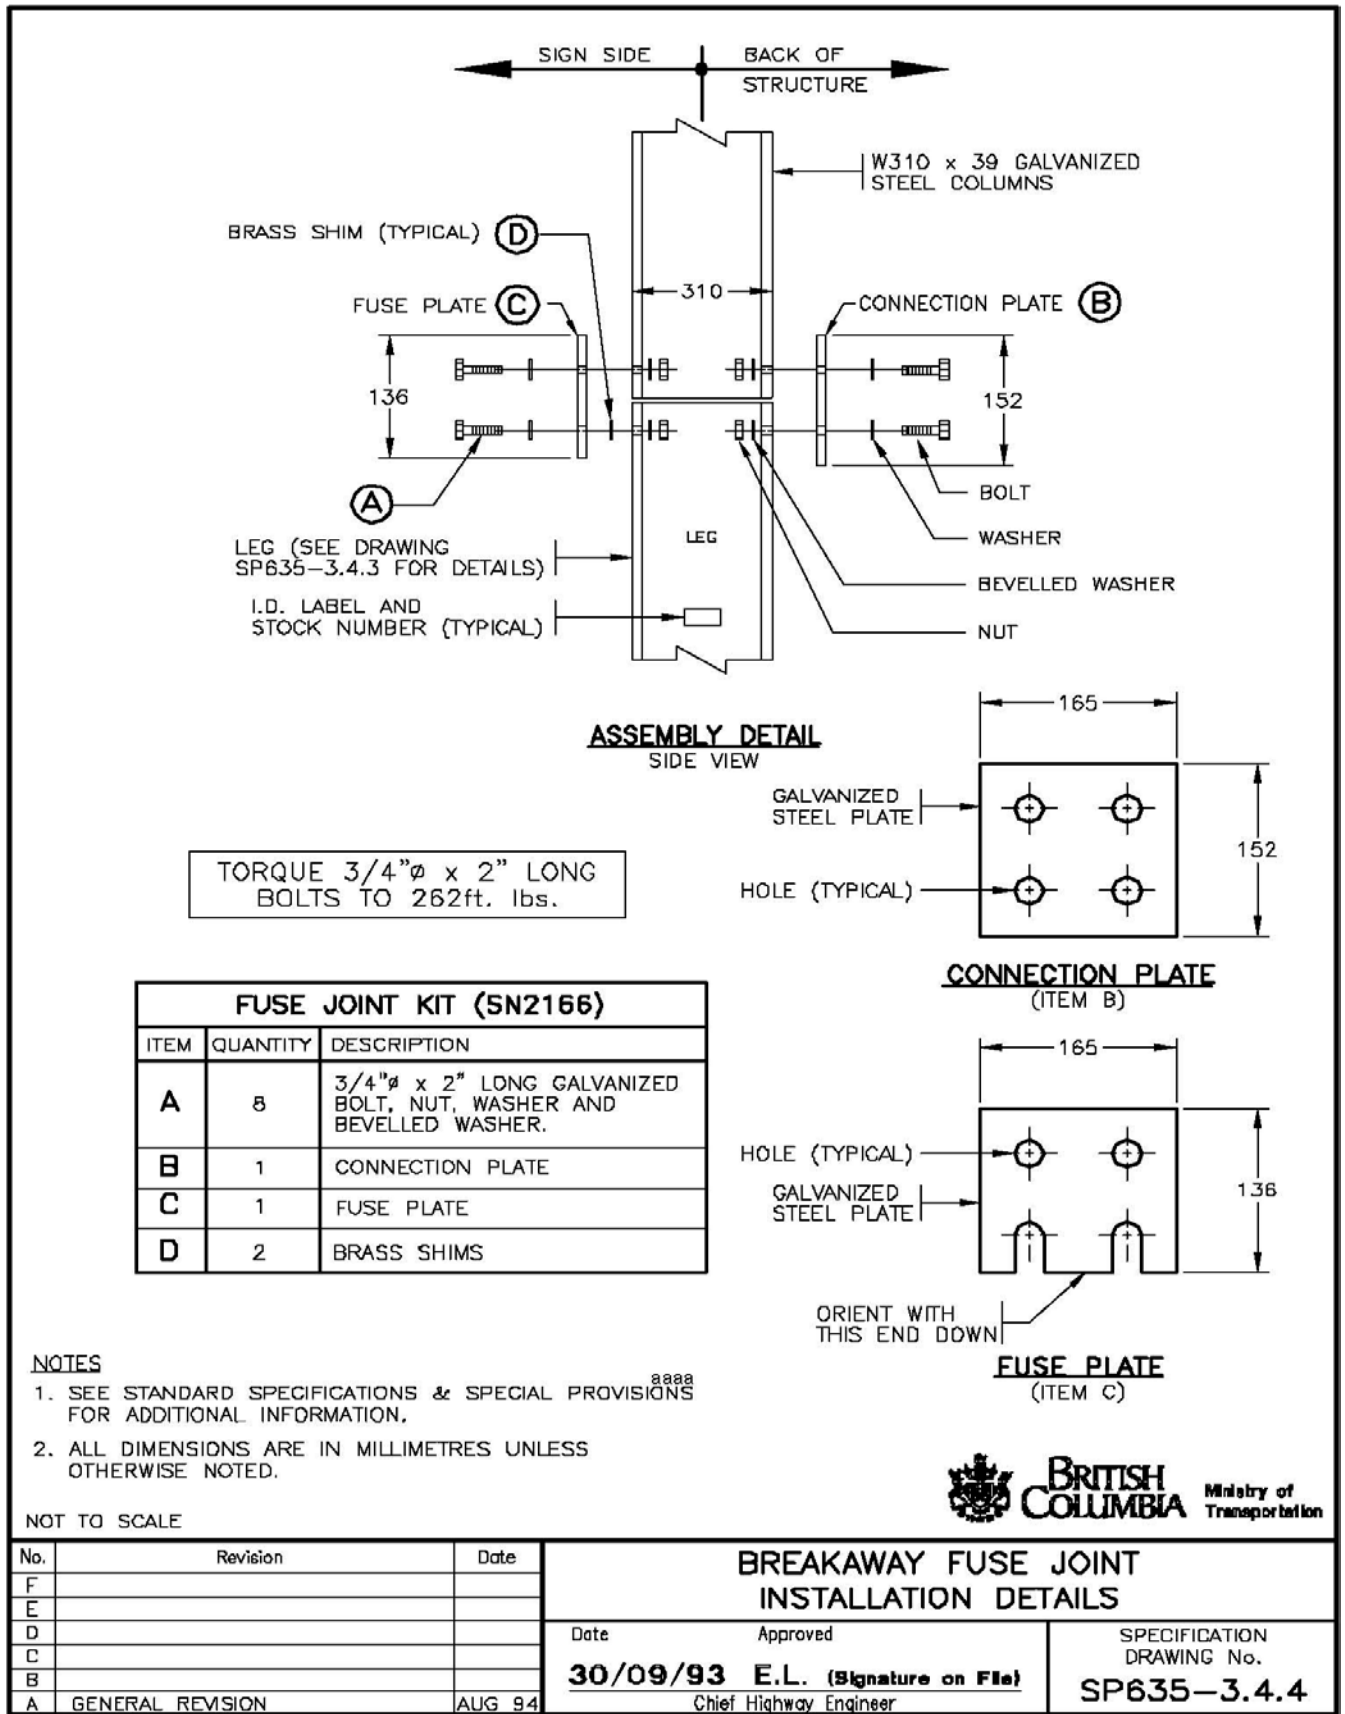 SIGN SIDE
BACK OF
STRUCTURE
W310 x 39 GALVANIZED
STEEL COLUMNS
BRASS SHIM (TYPICAL) D
310
FUSE PLATE C
CONNECTION PLATE B
136
152
A
BOLT
LEG
WASHER
LEG (SEE DRAWING
SP635-3.4.3 FOR DETAILS)
BEVELLED WASHER
I.D. LABEL AND
STOCK NUMBER (TYPICAL)
NUT
ASSEMBLY DETAIL
SIDE VIEW
165
GALVANIZED
STEEL PLATE
152
HOLE (TYPICAL)
CONNECTION PLATE
(ITEM B)
TORQUE 3/4"ø x 2" LONG
BOLTS TO 262ft. lbs.
FUSE JOINT KIT (SN2166)
ITEM QUANTITY DESCRIPTION
A 8 3/4"ø x 2" LONG GALVANIZED
BOLT, NUT, WASHER AND
BEVELLED WASHER.
B 1 CONNECTION PLATE
C 1 FUSE PLATE
D 2 BRASS SHIMS
165
HOLE (TYPICAL)
GALVANIZED
STEEL PLATE
136
ORIENT WITH
THIS END DOWN
FUSE PLATE
(ITEM C)
NOTES
aaaa
1. SEE STANDARD SPECIFICATIONS & SPECIAL PROVISIONS
FOR ADDITIONAL INFORMATION.
2. ALL DIMENSIONS ARE IN MILLIMETRES UNLESS
OTHERWISE NOTED.
NOT TO SCALE
BRITISH
COLUMBIA
Ministry of
Transportation
No. Revision Date
F
E
D
C
B
A GENERAL REVISION AUG 94
BREAKAWAY FUSE JOINT
INSTALLATION DETAILS
Date Approved
30/09/93 E.L. (Signature on File)
Chief Highway Engineer
SPECIFICATION
DRAWING No.
SP635-3.4.4